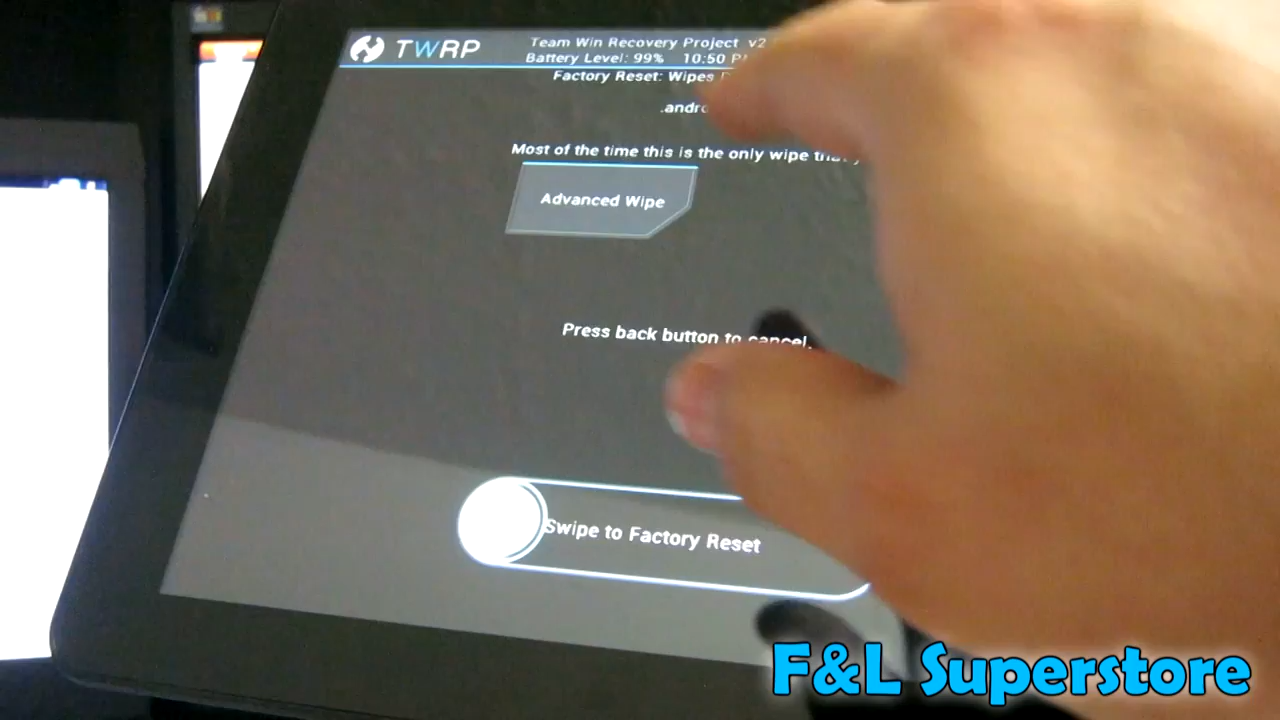 TWRP
Team Win Recovery Project
Battery Level: 99% 10:50
Factory Reset: Wipes
Most of the time this is the only wipe
Advanced Wipe
Press back button to cancel.
Swipe to Factory Reset
F&L Superstore